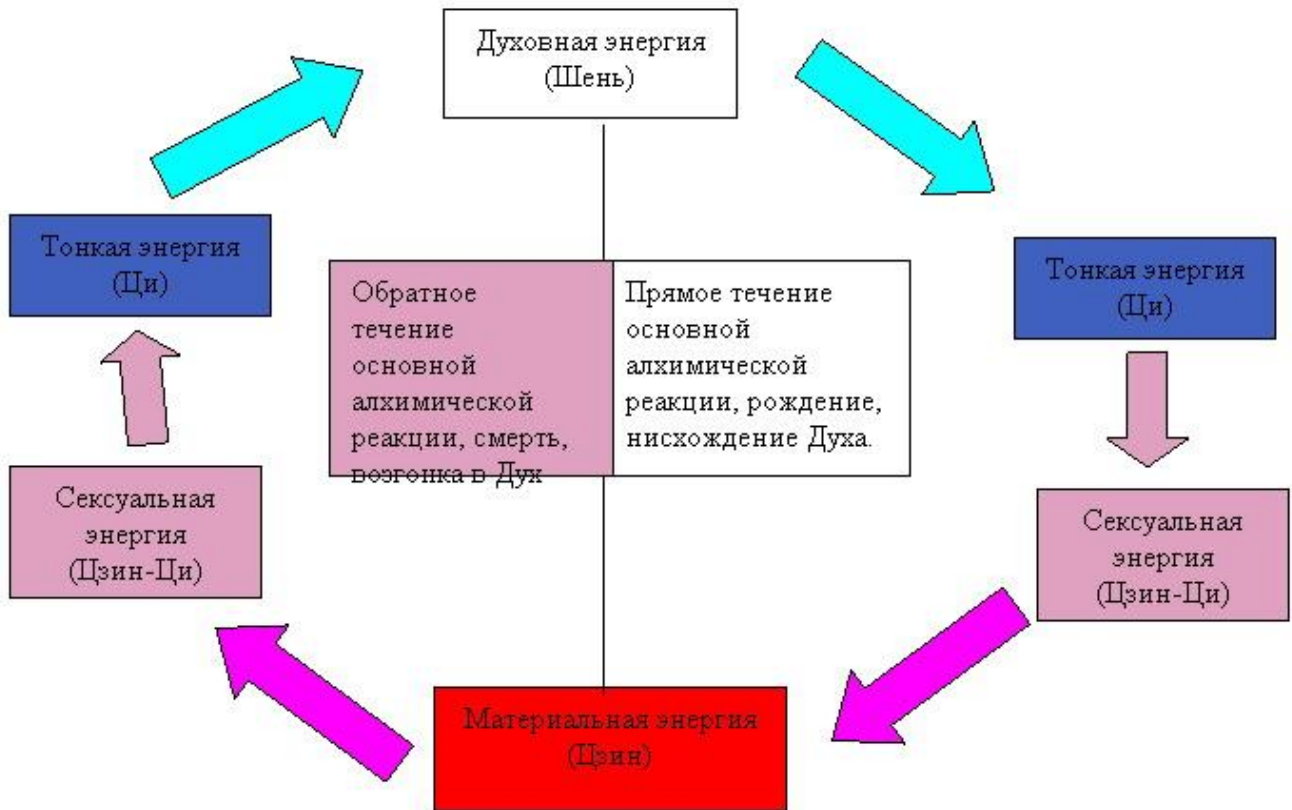 Духовная энергия
(Шень)
Тонкая энергия
(Ци)
Тонкая энергия
(Ци)
Обратное
течение
основной
алхимической
реакции, смерть,
возгонка в Дух
Прямое течение
основной
алхимической
реакции, рождение,
нисхождение Духа.
Сексуальная
энергия
(Цзин-Ци)
Сексуальная
энергия
(Цзин-Ци)
Материальная энергия
(Цзин)